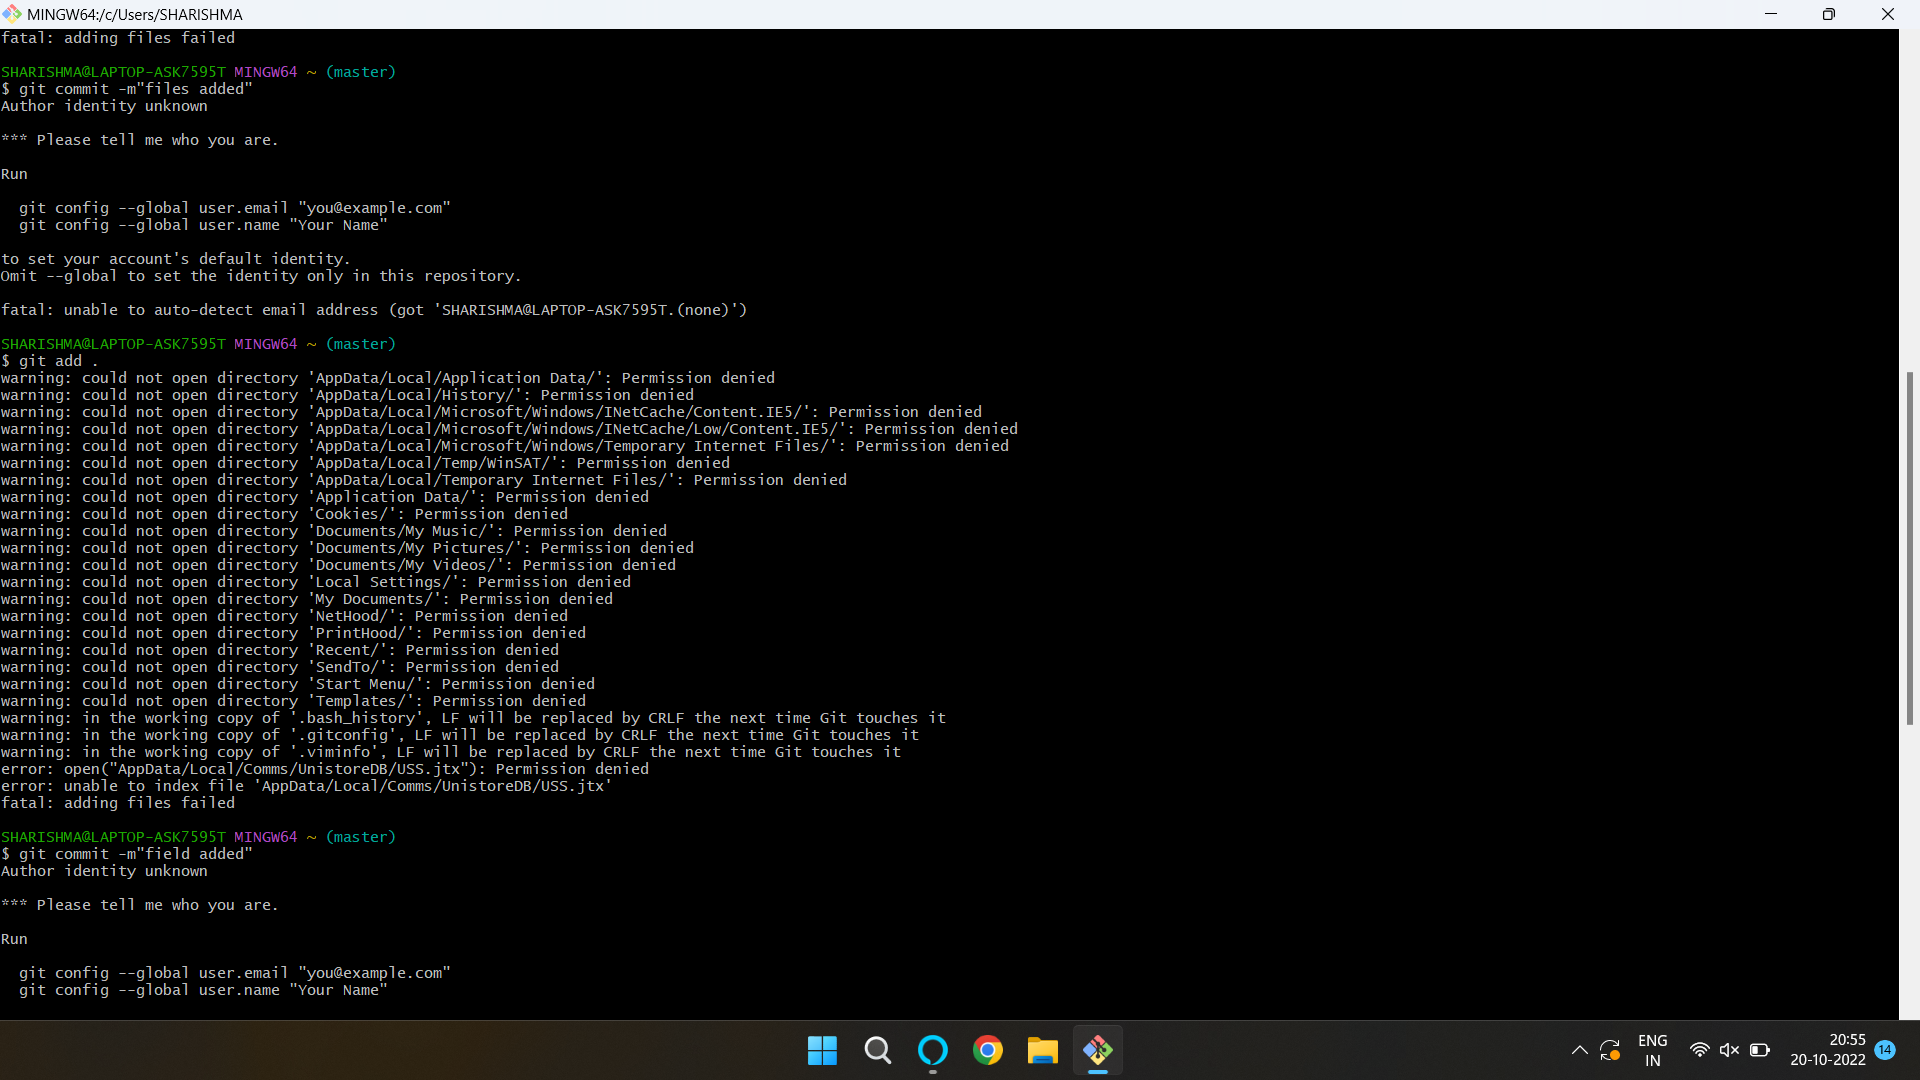 MINGW64:/c/Users/SHARISHMA
fatal: adding files failed
SHARISHMA@LAPTOP-ASK7595T MINGW64 ~ (master)
$ git commit -m"files added"
Author identity unknown
*** Please tell me who you are.
Run
git config --global user.email "you@example.com"
git config --global user.name "Your Name"
to set your account's default identity.
Omit --global to set the identity only in this repository.
fatal: unable to auto-detect email address (got 'SHARISHMA@LAPTOP-ASK7595T.(none)')
SHARISHMA@LAPTOP-ASK7595T MINGW64 ~ (master)
$ git add .
warning: could not open directory 'AppData/Local/Application Data/': Permission denied
warning: could not open directory 'AppData/Local/History/': Permission denied
warning: could not open directory 'AppData/Local/Microsoft/Windows/INetCache/Content.IE5/': Permission denied
warning: could not open directory 'AppData/Local/Microsoft/Windows/INetCache/Low/Content.IE5/': Permission denied
warning: could not open directory 'AppData/Local/Microsoft/Windows/Temporary Internet Files/': Permission denied
warning: could not open directory 'AppData/Local/Temp/WinSAT/': Permission denied
warning: could not open directory 'AppData/Local/Temporary Internet Files/': Permission denied
warning: could not open directory 'Application Data/': Permission denied
warning: could not open directory 'Cookies/': Permission denied
warning: could not open directory 'Documents/My Music/': Permission denied
warning: could not open directory 'Documents/My Pictures/': Permission denied
warning: could not open directory 'Documents/My Videos/': Permission denied
warning: could not open directory 'Local Settings/': Permission denied
warning: could not open directory 'My Documents/': Permission denied
warning: could not open directory 'NetHood/': Permission denied
warning: could not open directory 'PrintHood/': Permission denied
warning: could not open directory 'Recent/': Permission denied
warning: could not open directory 'SendTo/': Permission denied
warning: could not open directory 'Start Menu/': Permission denied
warning: could not open directory 'Templates/': Permission denied
warning: in the working copy of '.bash_history', LF will be replaced by CRLF the next time Git touches it
warning: in the working copy of '.gitconfig', LF will be replaced by CRLF the next time Git touches it
warning: in the working copy of '.viminfo', LF will be replaced by CRLF the next time Git touches it
error: open("AppData/Local/Comms/UnistoreDB/USS.jtx"): Permission denied
error: unable to index file 'AppData/Local/Comms/UnistoreDB/USS.jtx'
fatal: adding files failed
SHARISHMA@LAPTOP-ASK7595T MINGW64 ~ (master)
$ git commit -m"field added"
Author identity unknown
*** Please tell me who you are.
Run
git config --global user.email "you@example.com"
git config --global user.name "Your Name"
ENG
IN
20:55
20-10-2022
14